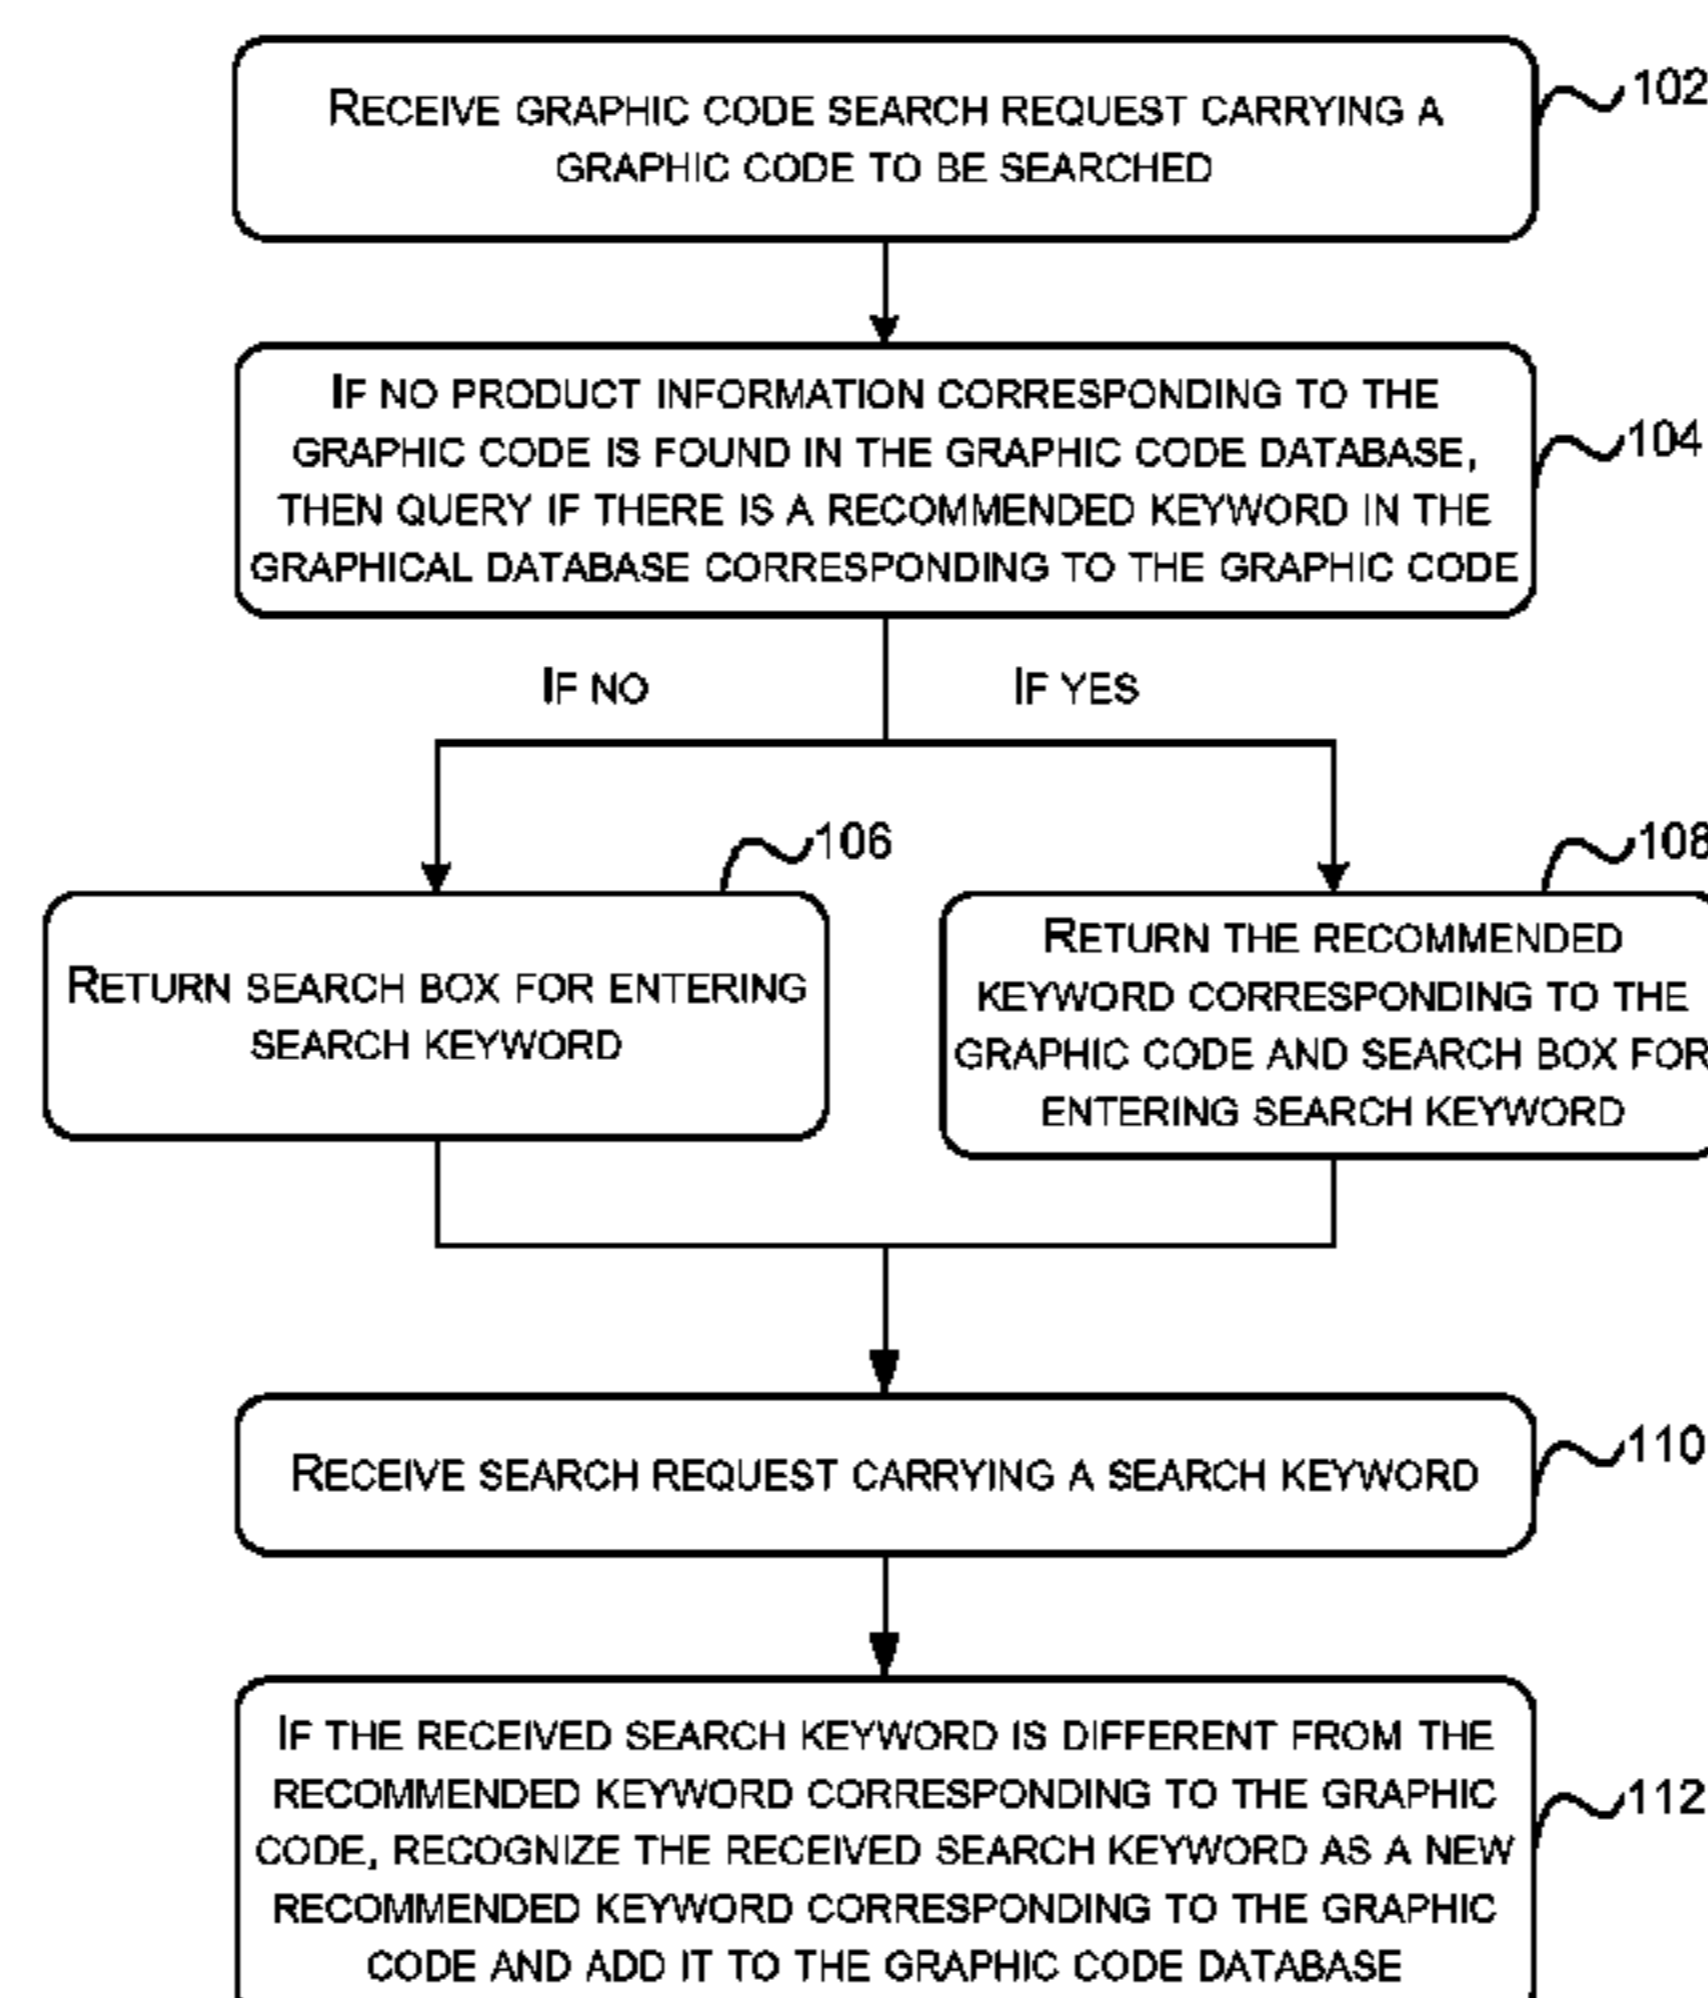 RECEIVE GRAPHIC CODE SEARCH REQUEST CARRYING A
GRAPHIC CODE TO BE SEARCHED
102
IF NO PRODUCT INFORMATION CORRESPONDING TO THE
GRAPHIC CODE IS FOUND IN THE GRAPHIC CODE DATABASE,
THEN QUERY IF THERE IS A RECOMMENDED KEYWORD IN THE
GRAPHICAL DATABASE CORRESPONDING TO THE GRAPHIC CODE
104
IF NO
IF YES
106
RETURN SEARCH BOX FOR ENTERING
SEARCH KEYWORD
108
RETURN THE RECOMMENDED
KEYWORD CORRESPONDING TO THE
GRAPHIC CODE AND SEARCH BOX FOR
ENTERING SEARCH KEYWORD
RECEIVE SEARCH REQUEST CARRYING A SEARCH KEYWORD
110
IF THE RECEIVED SEARCH KEYWORD IS DIFFERENT FROM THE
RECOMMENDED KEYWORD CORRESPONDING TO THE GRAPHIC
CODE, RECOGNIZE THE RECEIVED SEARCH KEYWORD AS A NEW
RECOMMENDED KEYWORD CORRESPONDING TO THE GRAPHIC
CODE AND ADD IT TO THE GRAPHIC CODE DATABASE
112